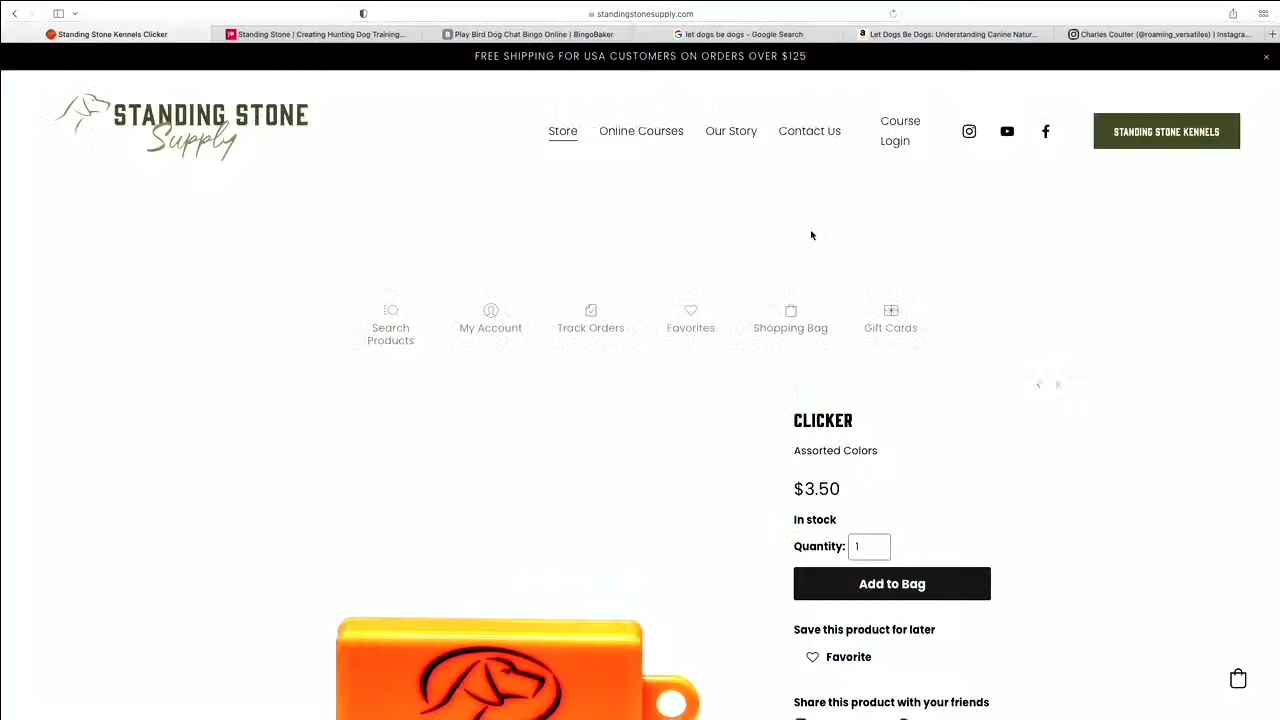 standingstonesupply.com
Standing Stone Kennels Clicker
Standing Stone | Creating Hunting Dog Training...
Play Bird Dog Chat Bingo Online | BingoBaker
let dogs be dogs - Google Search
Let Dogs Be Dogs: Understanding Canine Natur...
Charles Coulter (@roaming_versatiles) | Instagra...
FREE SHIPPING FOR USA CUSTOMERS ON ORDERS OVER $125
STANDING STONE
Supply
Store
Online Courses
Our Story
Contact Us
Course
Login
STANDING STONE KENNELS
Search
Products
My Account
Track Orders
Favorites
Shopping Bag
Gift Cards
CLICKER
Assorted Colors
$3.50
In stock
Quantity: 1
Add to Bag
Save this product for later
Favorite
Share this product with your friends